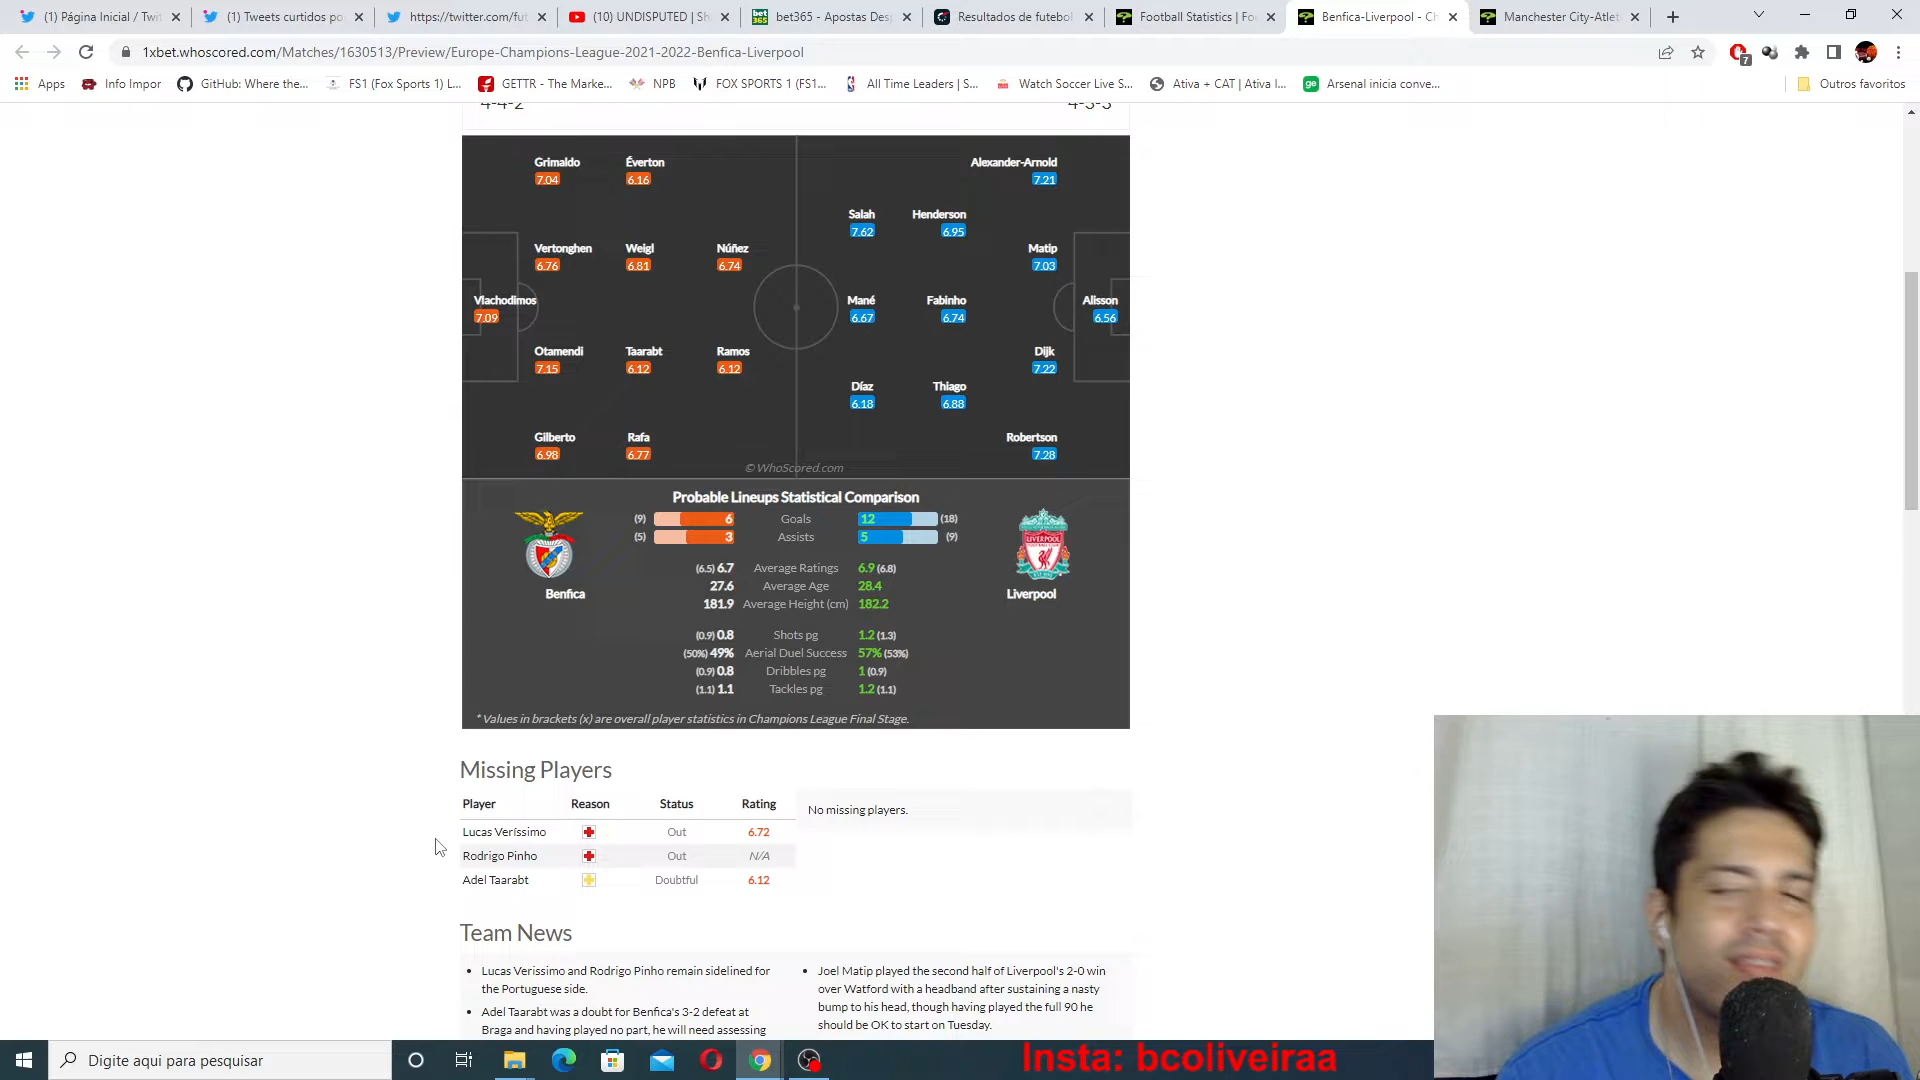 (1) Página Inicial / Twit
(1) Tweets curtidos po
https://twitter.com/fut
(10) UNDISPUTED | Sh
bet365 - Apostas Desp
Resultados de futebol
Football Statistics | Foo
Benfica-Liverpool - Ch
Manchester City-Atlet
1xbet.whoscored.com/Matches/1630513/Preview/Europe-Champions-League-2021-2022-Benfica-Liverpool
7
Apps
Info Impor
GitHub: Where the...
FS1 (Fox Sports 1) L...
GETTR - The Marke...
NPB
FOX SPORTS 1 (FS1...
All Time Leaders | S...
Watch Soccer Live S...
Ativa + CAT | Ativa I...
Arsenal inicia conve...
Outros favoritos
4-4-2
4-3-3
Grimaldo
7.04
Éverton
6.16
Alexander-Arnold
7.21
Salah
7.62
Henderson
6.95
Vertonghen
6.76
Weigl
6.81
Núñez
6.74
Matip
7.03
Vlachodimos
7.09
Mané
6.67
Fabinho
6.74
Alisson
6.56
Otamendi
7.15
Taarabt
6.12
Ramos
6.12
Dijk
7.22
Díaz
6.18
Thiago
6.88
Gilberto
6.98
Rafa
6.77
Robertson
7.28
© WhoScored.com
Probable Lineups Statistical Comparison
(9) 6 Goals 12 (18)
(5) 3 Assists 5 (9)
(6.5) 6.7 Average Ratings 6.9 (6.8)
27.6 Average Age 28.4
181.9 Average Height (cm) 182.2
(0.9) 0.8 Shots pg 1.2 (1.3)
(50%) 49% Aerial Duel Success 57% (53%)
(0.9) 0.8 Dribbles pg 1 (0.9)
(1.1) 1.1 Tackles pg 1.2 (1.1)
Benfica
LIVERPOOL
Liverpool
* Values in brackets (x) are overall player statistics in Champions League Final Stage.
Missing Players
Player Reason Status Rating
Lucas Veríssimo Out 6.72
Rodrigo Pinho Out N/A
Adel Taarabt Doubtful 6.12
No missing players.
Team News
Lucas Verissimo and Rodrigo Pinho remain sidelined for
the Portuguese side.
Adel Taarabt was a doubt for Benfica's 3-2 defeat at
Braga and having played no part, he will need assessing
Joel Matip played the second half of Liverpool's 2-0 win
over Watford with a headband after sustaining a nasty
bump to his head, though having played the full 90 he
should be OK to start on Tuesday.
Digite aqui para pesquisar
Insta: bcoliveiraa